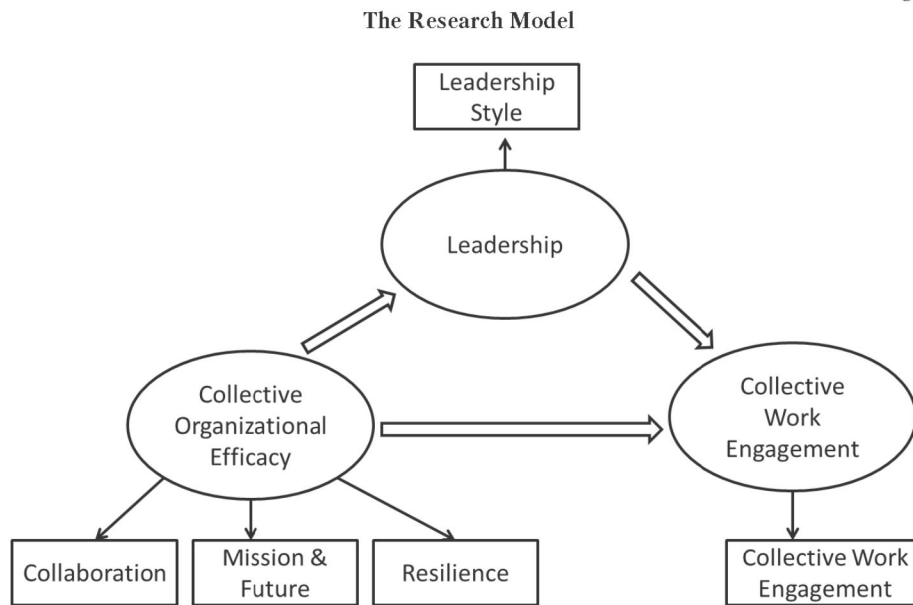 The Research Model
Leadership
Style
Leadership
Collective
Organizational
Efficacy
Collective
Work
Engagement
Collaboration
Mission &
Future
Resilience
Collective Work
Engagement